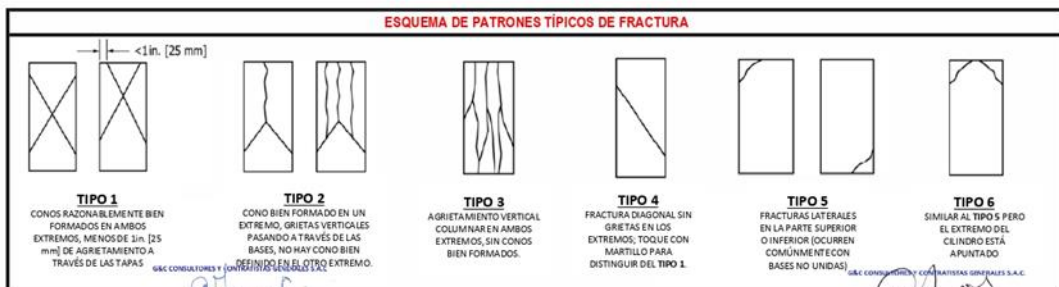 ESQUEMA DE PATRONES TÍPICOS DE FRACTURA
<1in. [25 mm]
TIPO 1
CONOS RAZONABLEMENTE BIEN
FORMADOS EN AMBOS
EXTREMOS, MENOS DE 1in. [25
mm] DE AGRIETAMIENTO A
TRAVÉS DE LAS TAPAS
TIPO 2
CONO BIEN FORMADO EN UN
EXTREMO, GRIETAS VERTICALES
PASANDO A TRAVÉS DE LAS
BASES, NO HAY CONO BIEN
DEFINIDO EN EL OTRO EXTREMO.
TIPO 3
AGRIETAMIENTO VERTICAL
COLUMNAR EN AMBOS
EXTREMOS, SIN CONOS
BIEN FORMADOS.
TIPO 4
FRACTURA DIAGONAL SIN
GRIETAS EN LOS
EXTREMOS; TOQUE CON
MARTILLO PARA
DISTINGUIR DEL TIPO 1.
TIPO 5
FRACTURAS LATERALES
EN LA PARTE SUPERIOR
O INFERIOR (OCURREN
COMÚNMENTE CON
BASES NO UNIDAS)
TIPO 6
SIMILAR AL TIPO 5 PERO
EL EXTREMO DEL
CILINDRO ESTÁ
APUNTADO
G&C CONSULTORES Y CONTRATISTAS GENERALES S.A.C.
G&C CONSULTORES Y CONTRATISTAS GENERALES S.A.C.